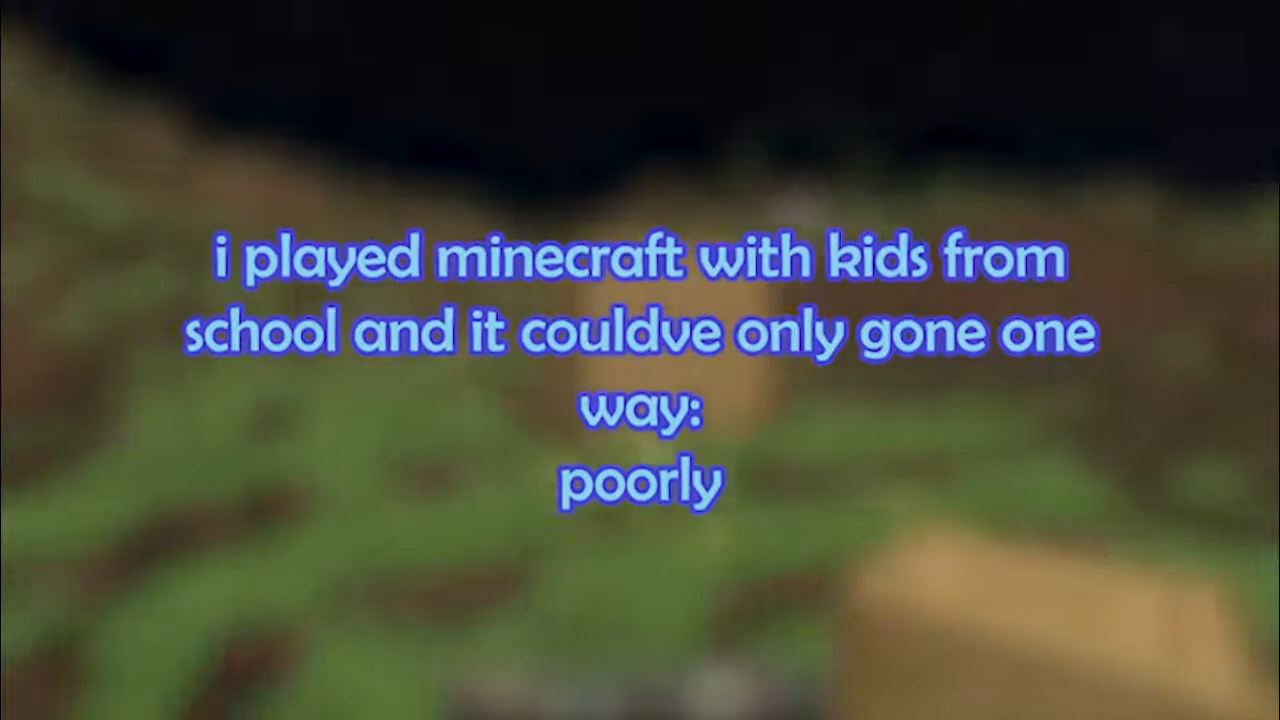 i played minecraft with kids from
school and it couldve only gone one
way:
poorly